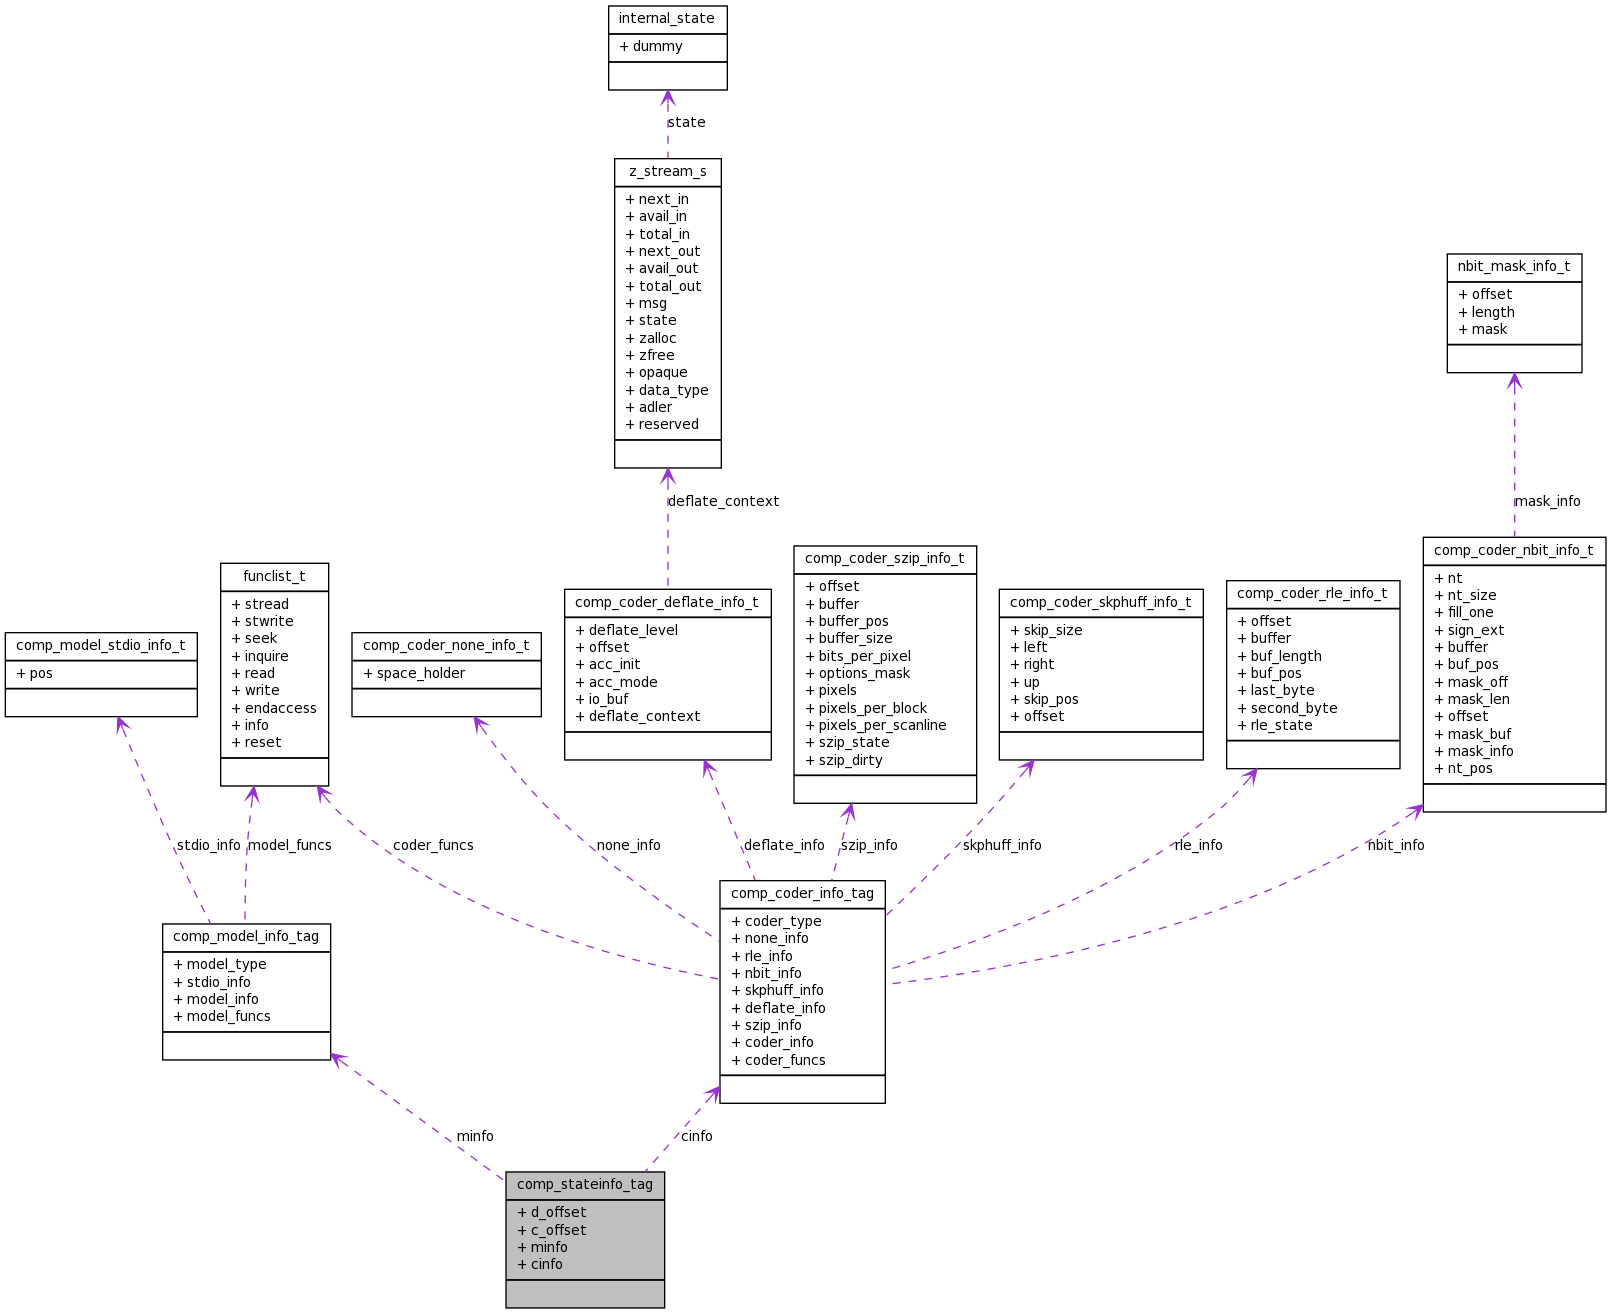 internal_state
+ dummy
state
z_stream_s
+ next_in
+ avail_in
+ total_in
+ next_out
+ avail_out
+ total_out
+ msg
+ state
+ zalloc
+ zfree
+ opaque
+ data_type
+ adler
+ reserved
nbit_mask_info_t
+ offset
+ length
+ mask
deflate_context
mask_info
comp_model_stdio_info_t
+ pos
funclist_t
+ stread
+ stwrite
+ seek
+ inquire
+ read
+ write
+ endaccess
+ info
+ reset
comp_coder_none_info_t
+ space_holder
comp_coder_deflate_info_t
+ deflate_level
+ offset
+ acc_init
+ acc_mode
+ io_buf
+ deflate_context
comp_coder_szip_info_t
+ offset
+ buffer
+ buffer_pos
+ buffer_size
+ bits_per_pixel
+ options_mask
+ pixels
+ pixels_per_block
+ pixels_per_scanline
+ szip_state
+ szip_dirty
comp_coder_skphuff_info_t
+ skip_size
+ left
+ right
+ up
+ skip_pos
+ offset
comp_coder_rle_info_t
+ offset
+ buffer
+ buf_length
+ buf_pos
+ last_byte
+ second_byte
+ rle_state
comp_coder_nbit_info_t
+ nt
+ nt_size
+ fill_one
+ sign_ext
+ buffer
+ buf_pos
+ mask_off
+ mask_len
+ offset
+ mask_buf
+ mask_info
+ nt_pos
stdio_info
model_funcs
coder_funcs
none_info
deflate_info
szip_info
skphuff_info
rle_info
nbit_info
comp_model_info_tag
+ model_type
+ stdio_info
+ model_info
+ model_funcs
comp_coder_info_tag
+ coder_type
+ none_info
+ rle_info
+ nbit_info
+ skphuff_info
+ deflate_info
+ szip_info
+ coder_info
+ coder_funcs
minfo
cinfo
comp_stateinfo_tag
+ d_offset
+ c_offset
+ minfo
+ cinfo